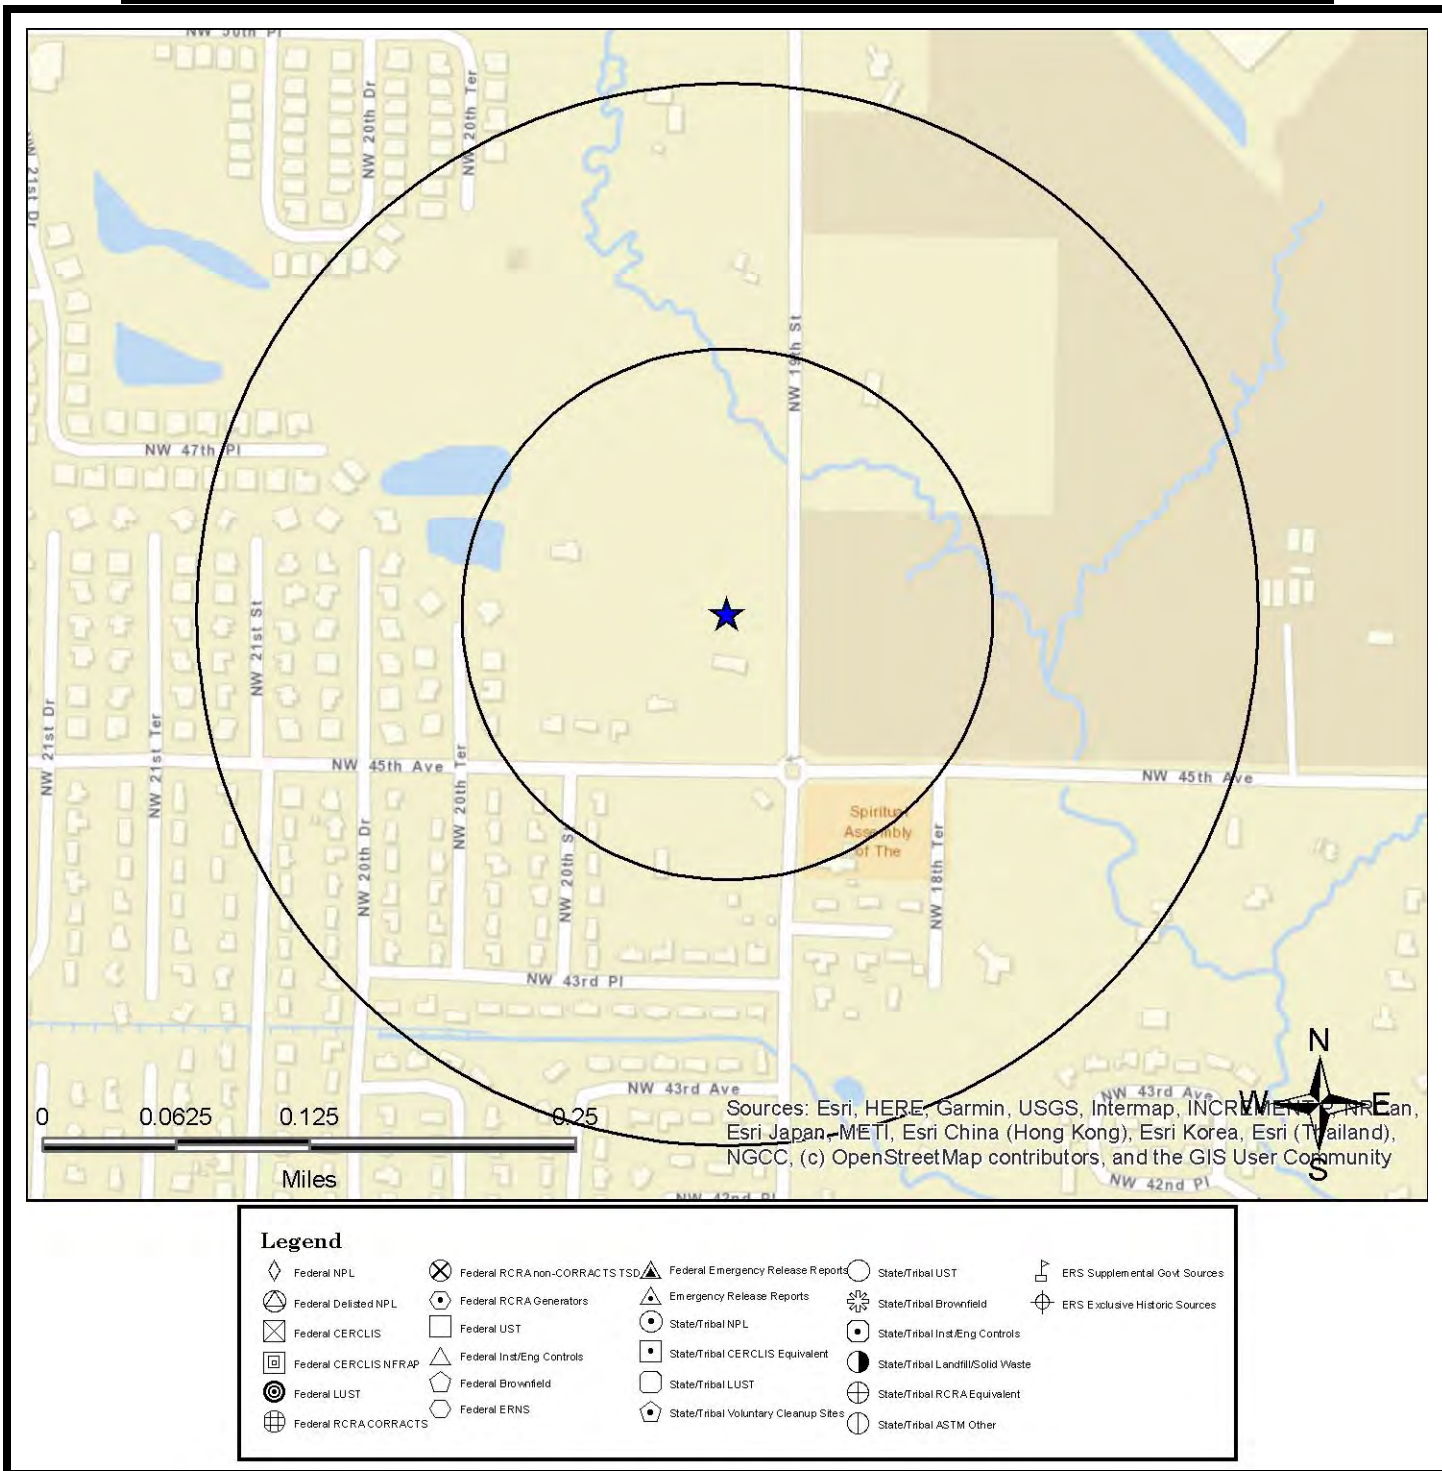 NW 50th Pl
NW 20th Dr
NW 20th Ter
NW 21st Dr
NW 19th St
NW 47th Pl
NW 21st St
NW 21st Dr
NW 21st Ter
NW 45th Ave
NW 20th Ter
NW 20th Dr
NW 20th St
NW 45th Ave
Spiritual
Assembly
of The
NW 18th Ter
NW 43rd Pl
NW 43rd Ave
NW 43rd Ave
NW 42nd Pl
NW 42nd Pl
N
W
E
S
0 0.0625 0.125 0.25
Miles
Sources: Esri, HERE, Garmin, USGS, Intermap, INCREMENT P, NRCan,
Esri Japan, METI, Esri China (Hong Kong), Esri Korea, Esri (Thailand),
NGCC, (c) OpenStreetMap contributors, and the GIS User Community
Legend
Federal NPL
Federal Delisted NPL
Federal CERCLIS
Federal CERCLIS NFRAP
Federal LUST
Federal RCRA CORRACTS
Federal RCRA non-CORRACTS TSD
Federal RCRA Generators
Federal UST
Federal Inst/Eng Controls
Federal Brownfield
Federal ERNS
Federal Emergency Release Reports
Emergency Release Reports
State/Tribal NPL
State/Tribal CERCLIS Equivalent
State/Tribal LUST
State/Tribal Voluntary Cleanup Sites
State/Tribal UST
State/Tribal Brownfield
State/Tribal Inst/Eng Controls
State/Tribal Landfill/Solid Waste
State/Tribal RCRA Equivalent
State/Tribal ASTM Other
ERS Supplemental Govt Sources
ERS Exclusive Historic Sources